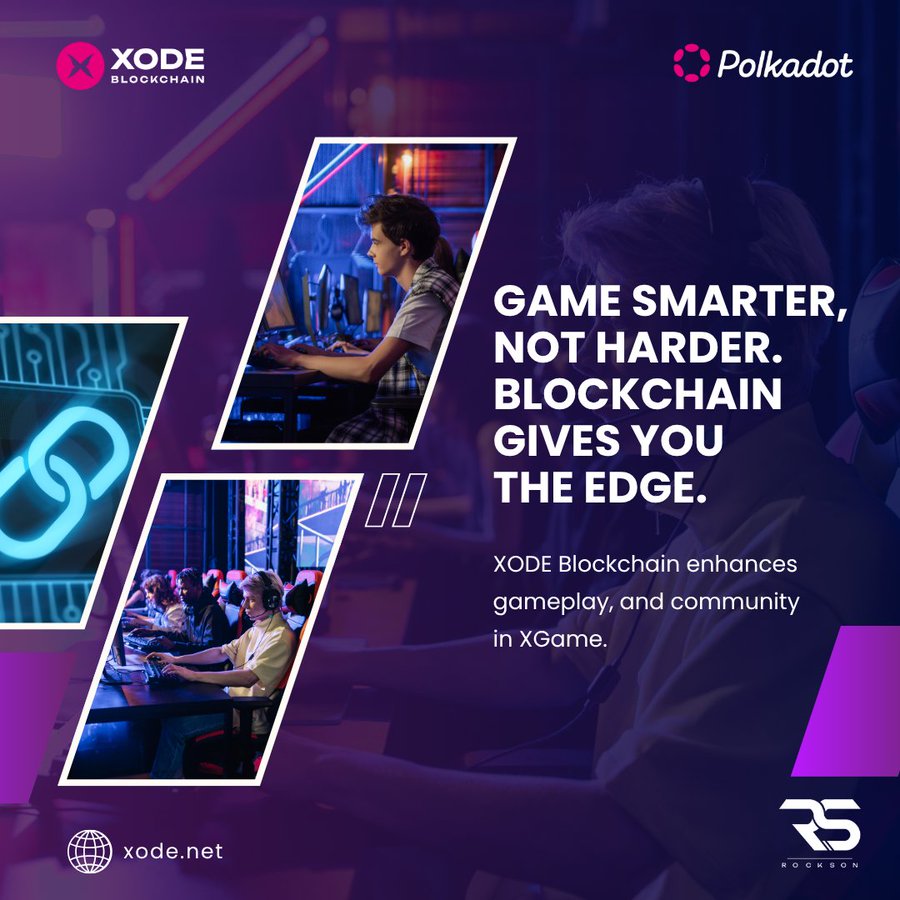 XODE
BLOCKCHAIN
Polkadot
GAME SMARTER,
NOT HARDER.
BLOCKCHAIN
GIVES YOU
THE EDGE.
XODE Blockchain enhances
gameplay, and community
in XGame.
xode.net
RS
ROCKSON